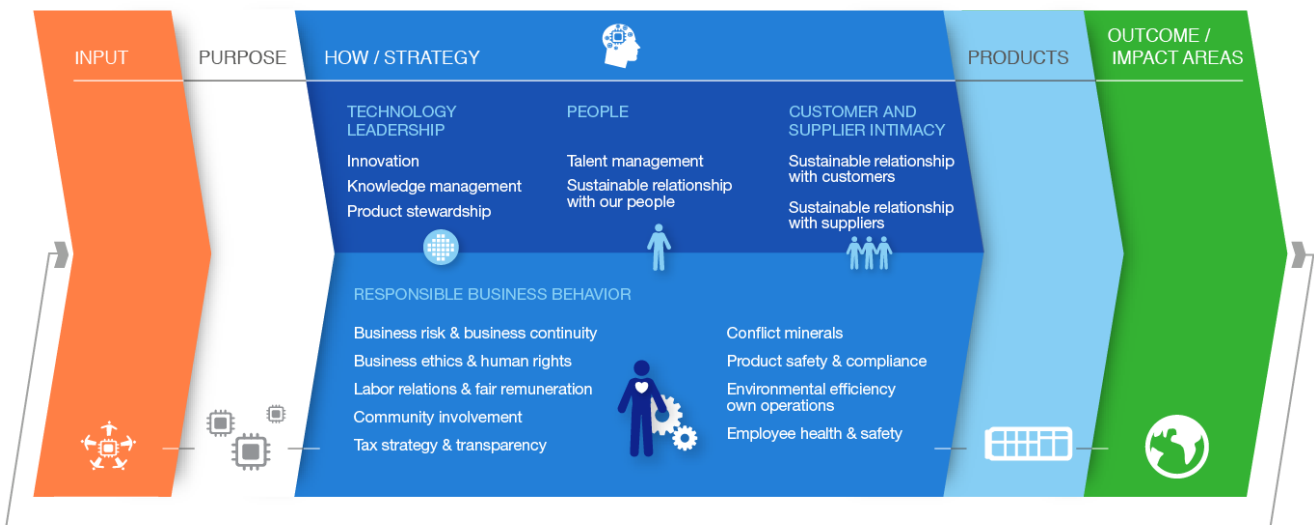 INPUT
PURPOSE
HOW / STRATEGY
PRODUCTS
OUTCOME /
IMPACT AREAS
TECHNOLOGY
LEADERSHIP
Innovation
Knowledge management
Product stewardship
PEOPLE
Talent management
Sustainable relationship
with our people
CUSTOMER AND
SUPPLIER INTIMACY
Sustainable relationship
with customers
Sustainable relationship
with suppliers
RESPONSIBLE BUSINESS BEHAVIOR
Business risk & business continuity
Business ethics & human rights
Labor relations & fair remuneration
Community involvement
Tax strategy & transparency
Conflict minerals
Product safety & compliance
Environmental efficiency
own operations
Employee health & safety